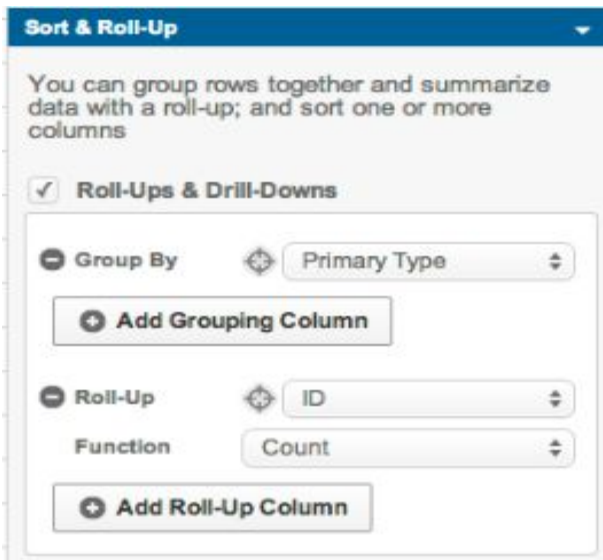 Sort & Roll-Up
You can group rows together and summarize
data with a roll-up; and sort one or more
columns
Roll-Ups & Drill-Downs
Group By Primary Type
Add Grouping Column
Roll-Up ID
Function Count
Add Roll-Up Column